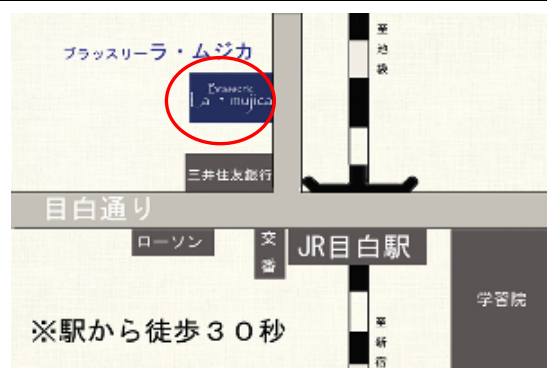 ブラッスリーラ・ムジカ
至池袋
Brasserie
La・mujica
三井住友銀行
目白通り
ローソン
交番
JR目白駅
学習院
※駅から徒歩30秒
至新宿